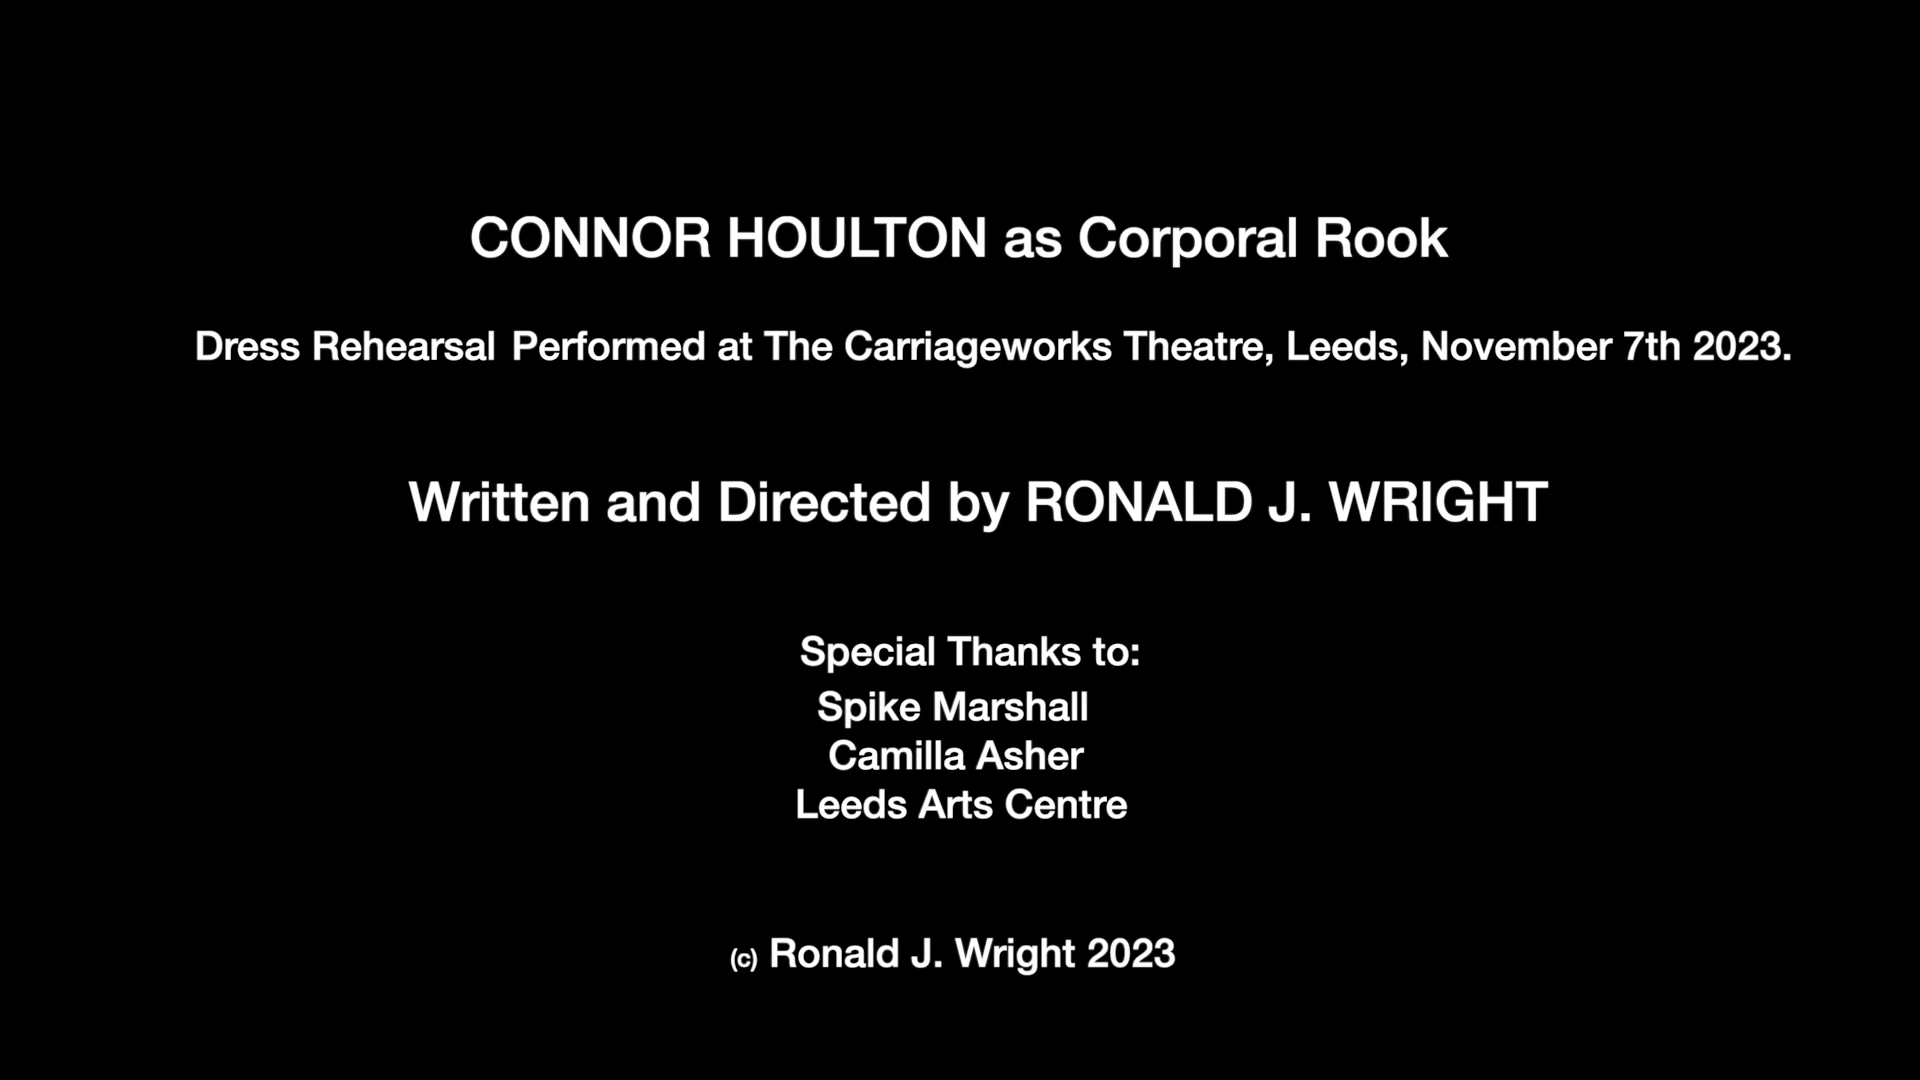 CONNOR HOULTON as Corporal Rook
Dress Rehearsal Performed at The Carriageworks Theatre, Leeds, November 7th 2023.
Written and Directed by RONALD J. WRIGHT
Special Thanks to:
Spike Marshall
Camilla Asher
Leeds Arts Centre
(c) Ronald J. Wright 2023